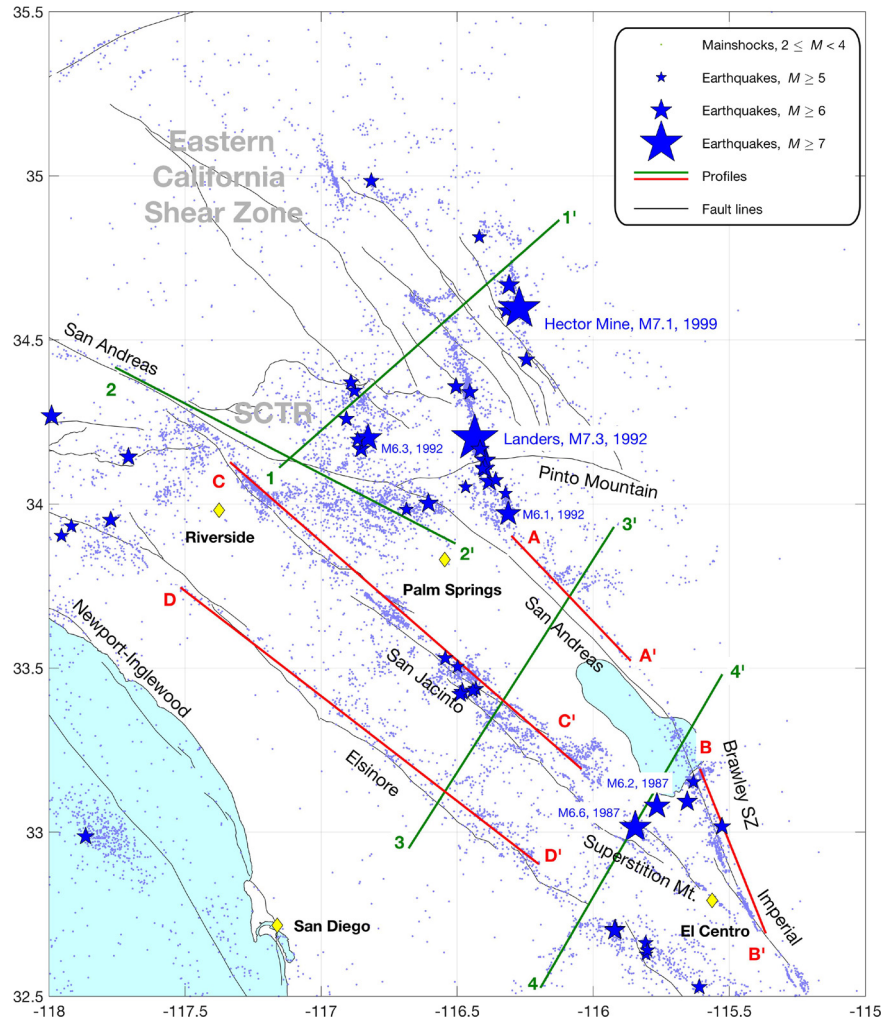 35.5
35
34.5
34
33.5
33
32.5
-118
-117.5
-117
-116.5
-116
-115.5
-115
Mainshocks, 2 ≤ M < 4
Earthquakes, M ≥ 5
Earthquakes, M ≥ 6
Earthquakes, M ≥ 7
Profiles
Fault lines
Eastern
California
Shear Zone
1'
Hector Mine, M7.1, 1999
San Andreas
2
SCTR
M6.3, 1992
Landers, M7.3, 1992
Pinto Mountain
C
1
M6.1, 1992
Riverside
A
3'
2'
Palm Springs
D
San Andreas
Newport-Inglewood
A'
4'
San Jacinto
C'
B
Brawley SZ
Elsinore
M6.2, 1987
M6.6, 1987
3
D'
Superstition Mt.
Imperial
San Diego
El Centro
B'
4